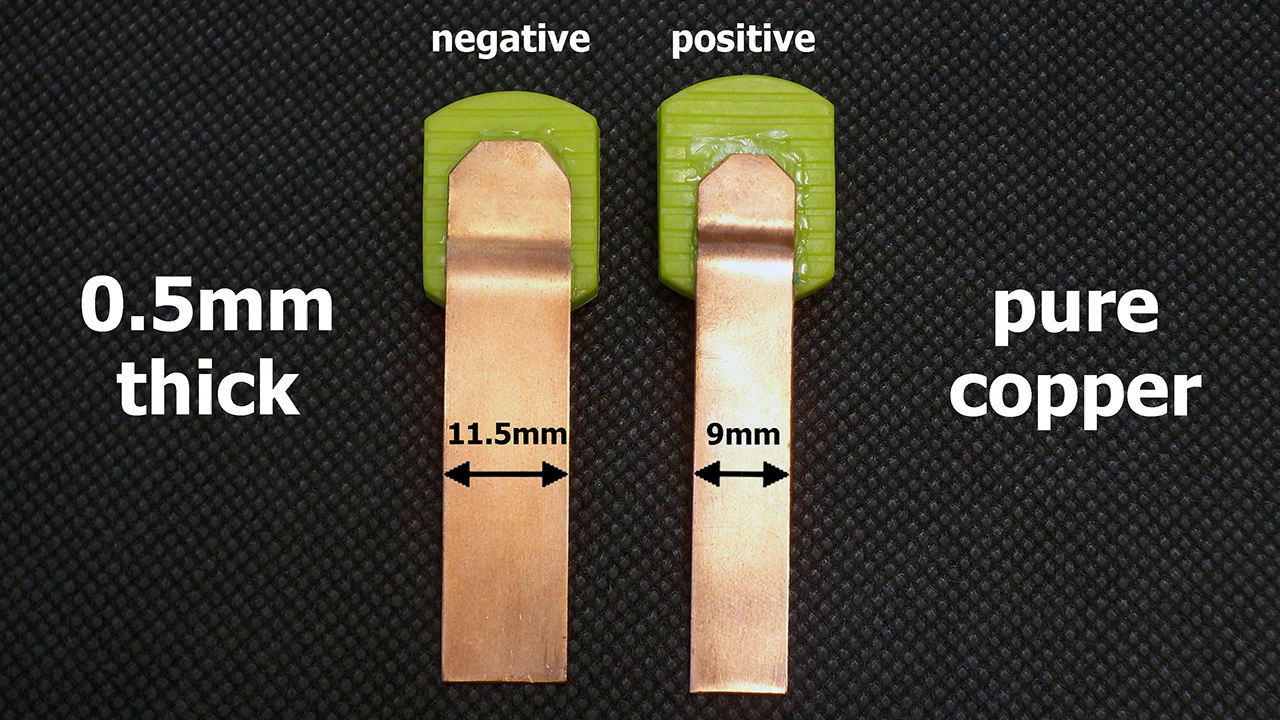 negative
positive
0.5mm
thick
pure
copper
11.5mm
9mm